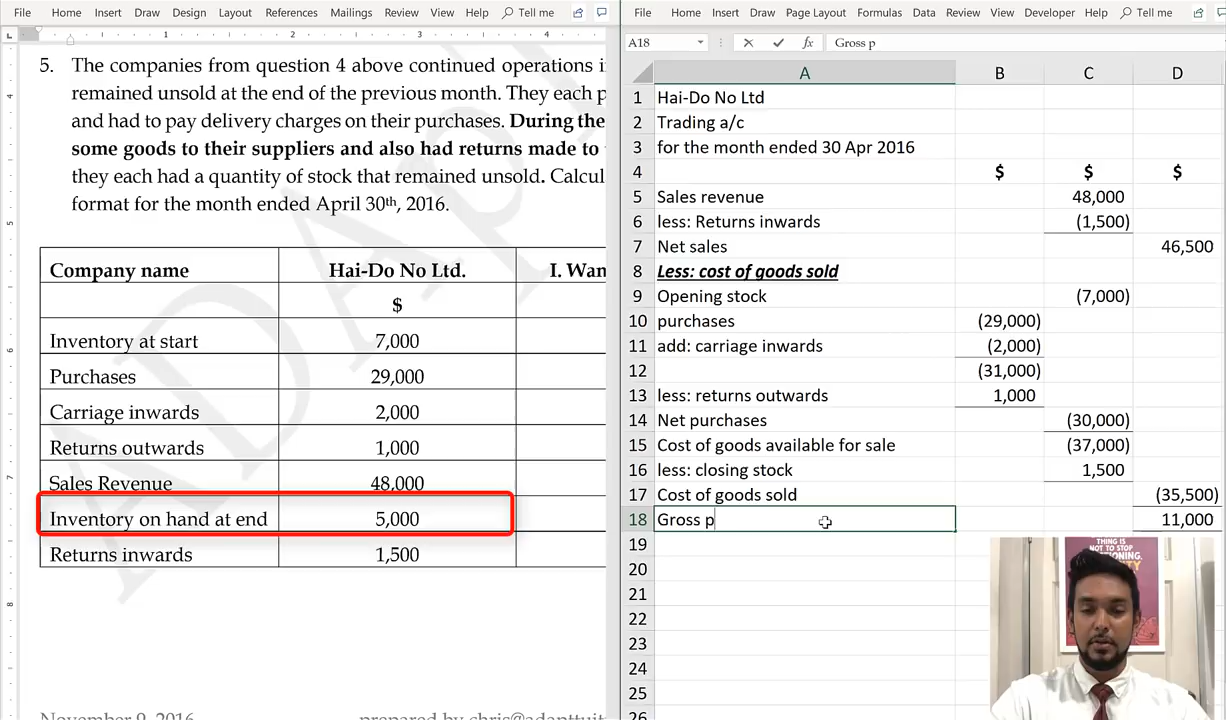 File Home Insert Draw Design Layout References Mailings Review View Help Tell me
1 2 3 4
5. The companies from question 4 above continued operations i
remained unsold at the end of the previous month. They each p
and had to pay delivery charges on their purchases. During the
some goods to their suppliers and also had returns made to
they each had a quantity of stock that remained unsold. Calcul
format for the month ended April 30th, 2016.
Company name Hai-Do No Ltd. I. Wan
$
Inventory at start 7,000
Purchases 29,000
Carriage inwards 2,000
Returns outwards 1,000
Sales Revenue 48,000
Inventory on hand at end 5,000
Returns inwards 1,500
ADAp
File Home Insert Draw Page Layout Formulas Data Review View Developer Help Tell me
A18 fx Gross p
A B C D
1 Hai-Do No Ltd
2 Trading a/c
3 for the month ended 30 Apr 2016
4 $ $ $
5 Sales revenue 48,000
6 less: Returns inwards (1,500)
7 Net sales 46,500
8 Less: cost of goods sold
9 Opening stock (7,000)
10 purchases (29,000)
11 add: carriage inwards (2,000)
12 (31,000)
13 less: returns outwards 1,000
14 Net purchases (30,000)
15 Cost of goods available for sale (37,000)
16 less: closing stock 1,500
17 Cost of goods sold (35,500)
18 Gross p 11,000
19
20
21
22
23
24
25
26
THING IS
NOT TO STOP